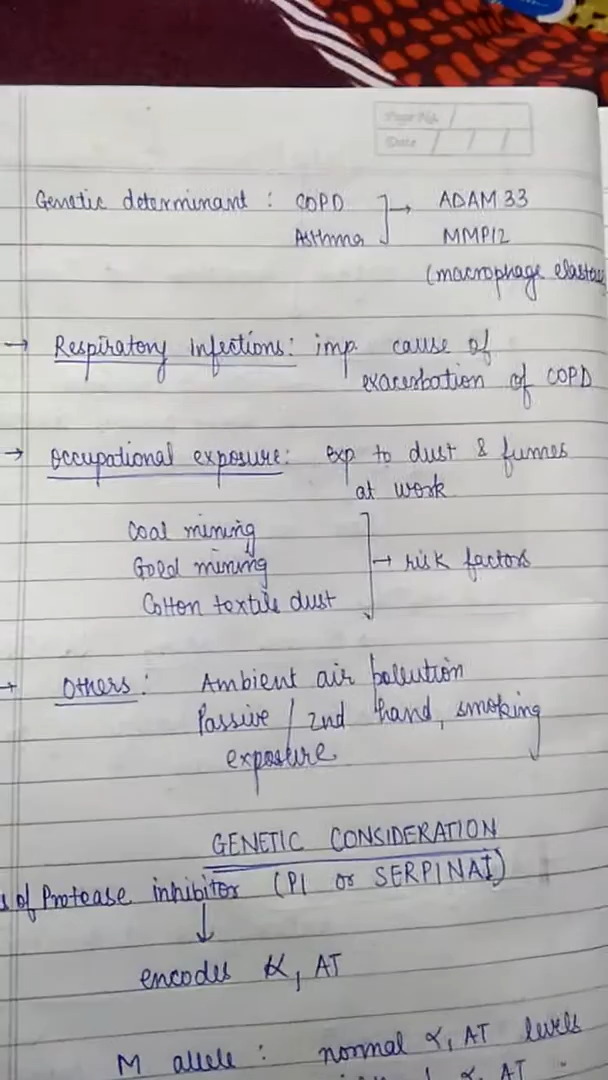 Page No.
Date
Genetic determinant : COPD → ADAM 33
Asthma MMP12
(macrophage elastase
→ Respiratory infections: imp. cause of
exacerbation of COPD
→ Occupational exposure: exp to dust & fumes
at work
Coal mining
Gold mining → risk factors
Cotton textile dust
→ Others: Ambient air pollution
Passive / 2nd hand, smoking
exposure
GENETIC CONSIDERATION
of Protease inhibitor (PI or SERPINA1)
↓
encodes α, AT
M allele : normal α, AT levels
α, AT